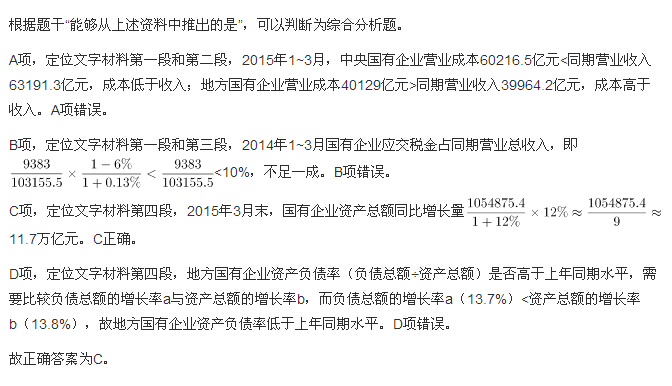 根据题干“能够从上述资料中推出的是”，可以判断为综合分析题。
A项，定位文字材料第一段和第二段，2015年1~3月，中央国有企业营业成本60216.5亿元<同期营业收入
63191.3亿元，成本低于收入；地方国有企业营业成本40129亿元>同期营业收入39964.2亿元，成本高于
收入。A项错误。
B项，定位文字材料第一段和第三段，2014年1~3月国有企业应交税金占同期营业总收入，即
9383/103155.5 × (1−6%)/(1+0.13%) < 9383/103155.5<10%，不足一成。B项错误。
C项，定位文字材料第四段，2015年3月末，国有企业资产总额同比增长量1054875.4/(1+12%) × 12% ≈ 1054875.4/9 ≈
11.7万亿元。C正确。
D项，定位文字材料第四段，地方国有企业资产负债率（负债总额÷资产总额）是否高于上年同期水平，需
要比较负债总额的增长率a与资产总额的增长率b，而负债总额的增长率a（13.7%）<资产总额的增长率
b（13.8%），故地方国有企业资产负债率低于上年同期水平。D项错误。
故正确答案为C。